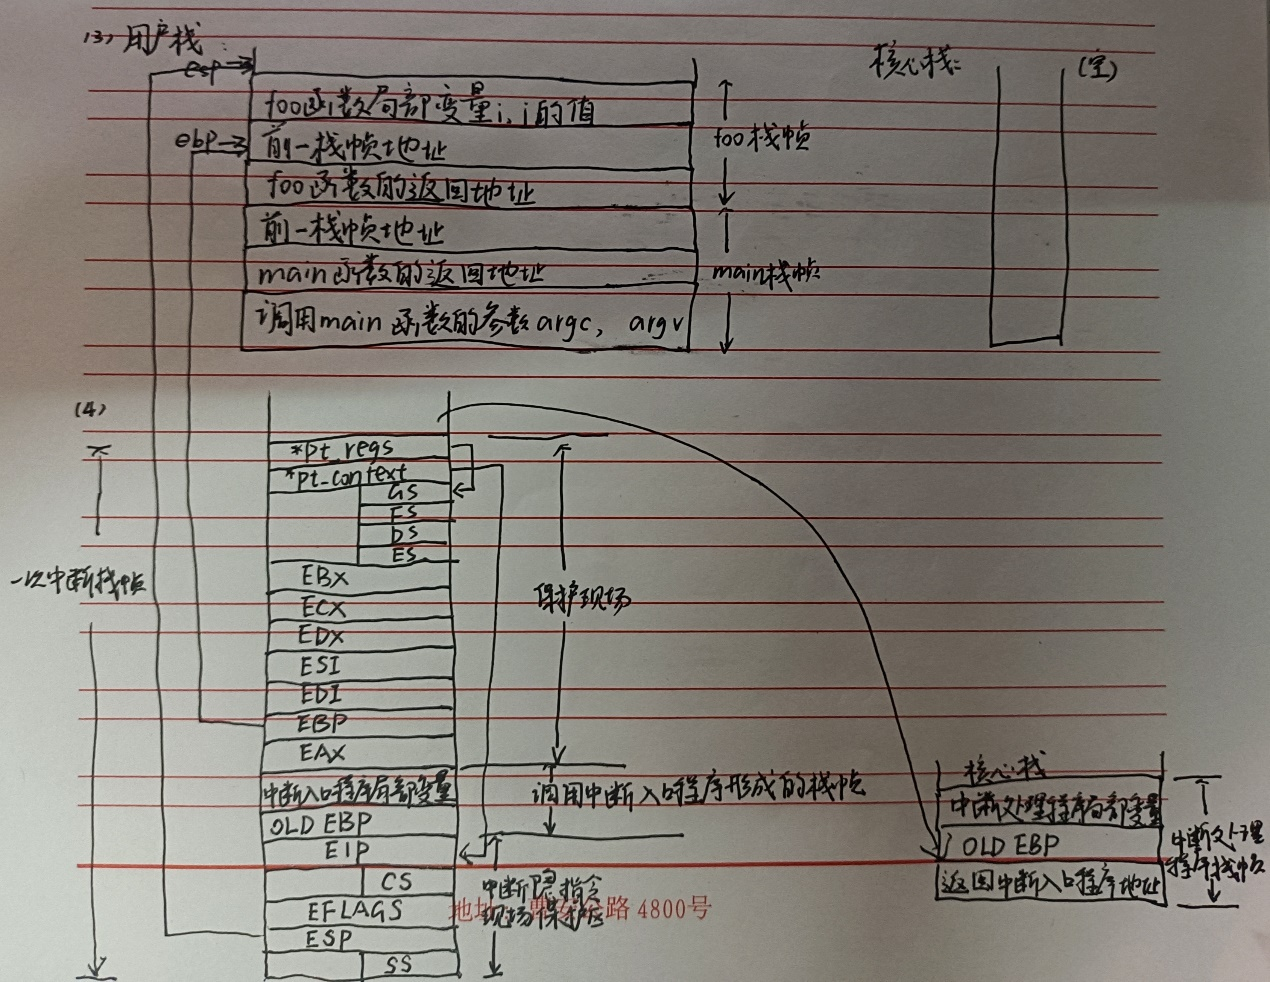 (3) 用户栈:
esp→
foo函数局部变量i,j的值
ebp→
前一栈帧地址
foo函数的返回地址
foo栈帧
前一栈帧地址
main函数的返回地址
调用main函数的参数argc, argv
main栈帧
核心栈:
(空)
(4)
*pt_regs
*pt_context
GS
FS
DS
ES
EBX
ECX
EDX
ESI
EDI
EBP
EAX
中断入口程序局部变量
OLD EBP
EIP
CS
EFLAGS
ESP
SS
一次中断栈帧
保护现场
调用中断入口程序形成的栈帧
中断隐指令
现场保护
地址
路4800号
核心栈
中断处理程序局部变量
OLD EBP
返回中断入口程序地址
中断处理
程序栈帧